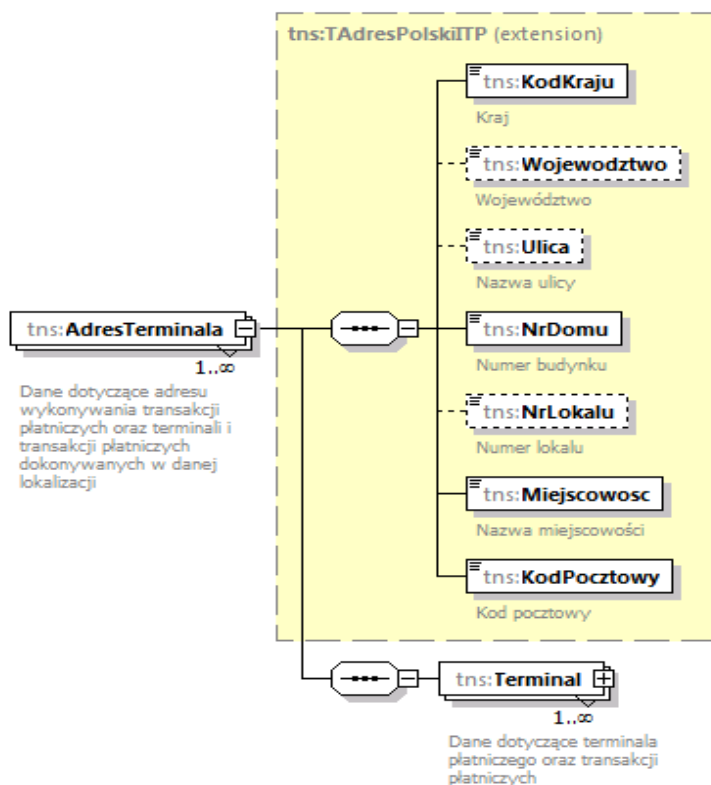 tns:TAdresPolskiITP (extension)
tns:KodKraju
Kraj
tns:Wojewodztwo
Województwo
tns:Ulica
Nazwa ulicy
tns:AdresTerminala
1..∞
Dane dotyczące adresu
wykonywania transakcji
płatniczych oraz terminali i
transakcji płatniczych
dokonywanych w danej
lokalizacji
tns:NrDomu
Numer budynku
tns:NrLokalu
Numer lokalu
tns:Miejscowosc
Nazwa miejscowości
tns:KodPocztowy
Kod pocztowy
tns:Terminal
1..∞
Dane dotyczące terminala
płatniczego oraz transakcji
płatniczych